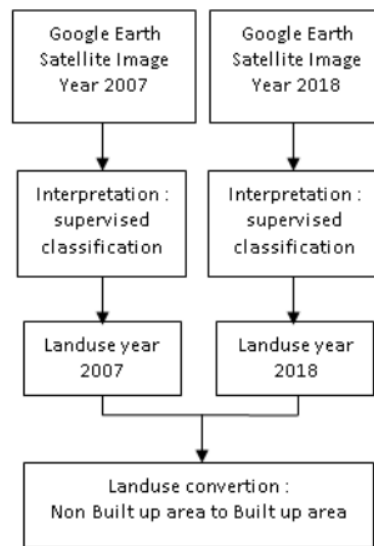 Google Earth
Satellite Image
Year 2007
Google Earth
Satellite Image
Year 2018
Interpretation :
supervised
classification
Interpretation :
supervised
classification
Landuse year
2007
Landuse year
2018
Landuse convertion :
Non Built up area to Built up area